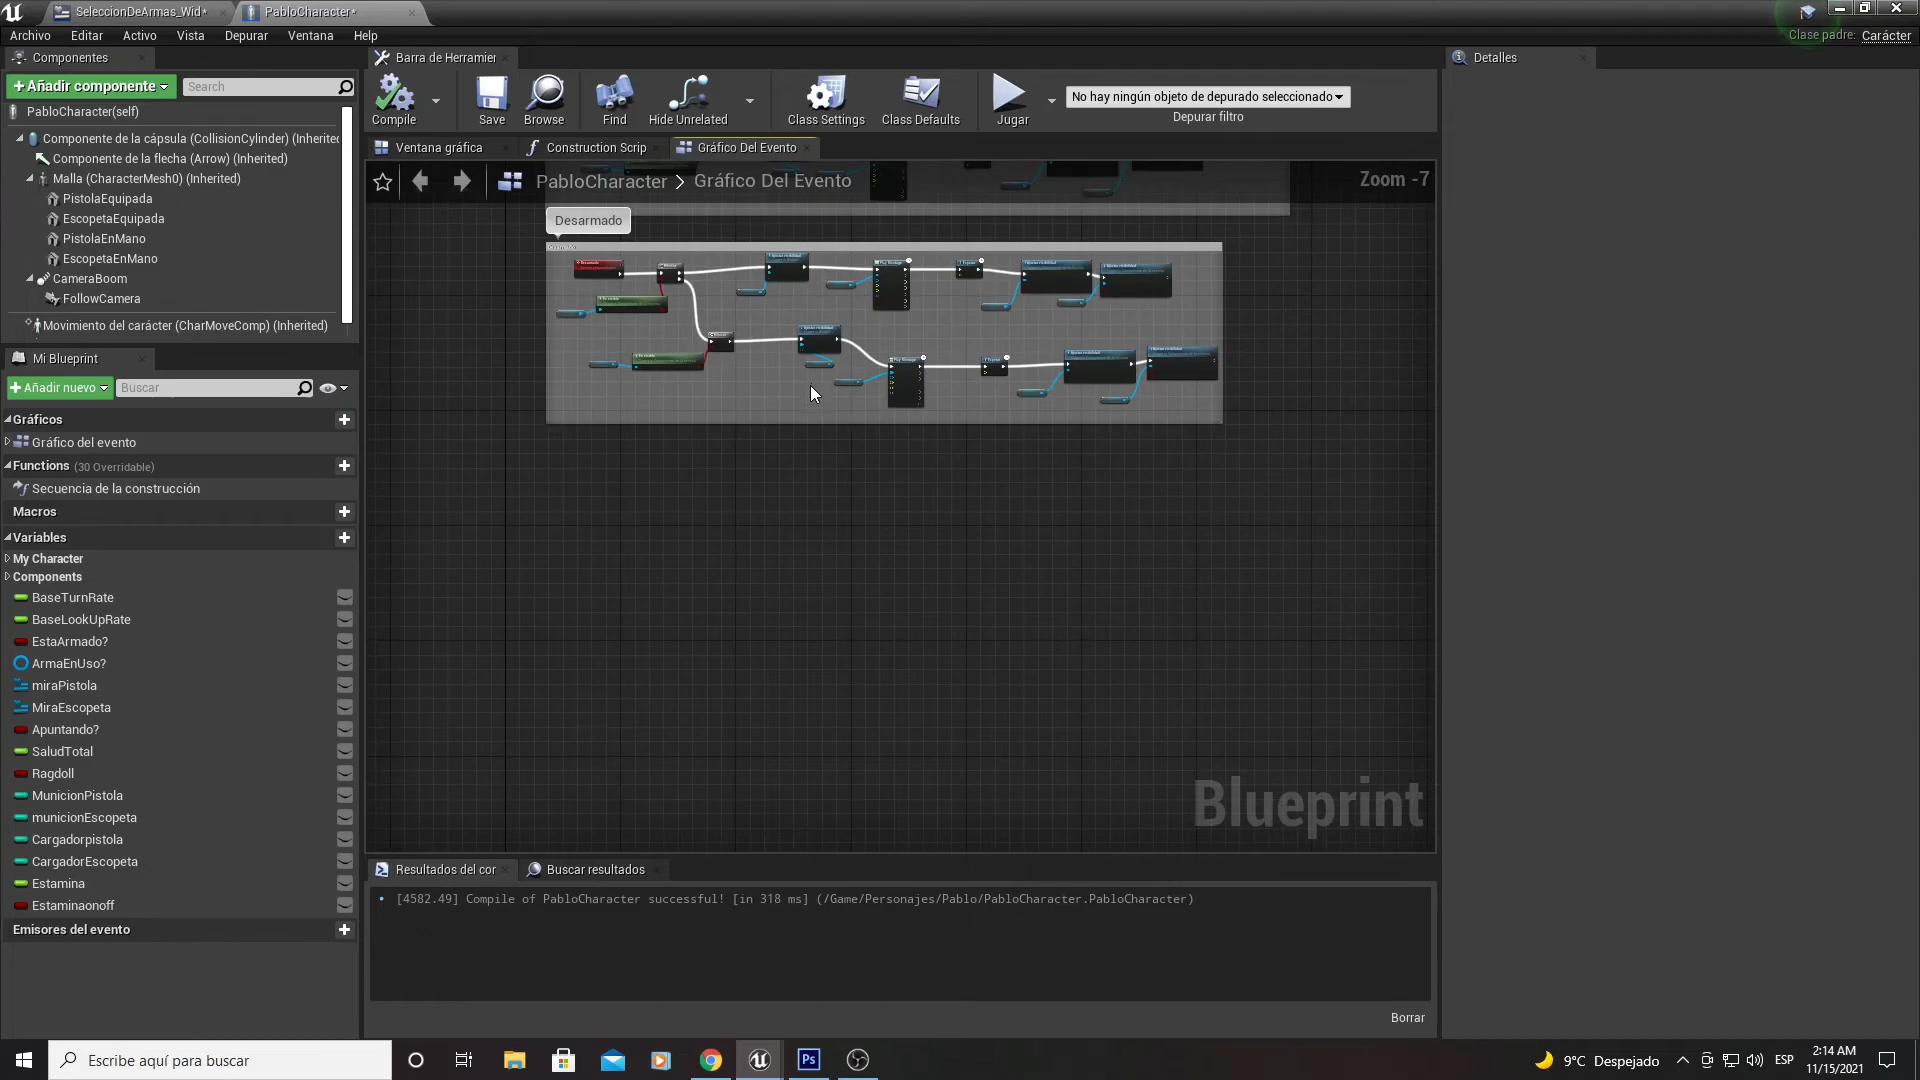 SeleccionDeArmas_Wid*
PabloCharacter*
Archivo Editar Activo Vista Depurar Ventana Help
Clase padre: Carácter
Componentes
Añadir componente
Search
PabloCharacter(self)
Componente de la cápsula (CollisionCylinder) (Inherited
Componente de la flecha (Arrow) (Inherited)
Malla (CharacterMesh0) (Inherited)
PistolaEquipada
EscopetaEquipada
PistolaEnMano
EscopetaEnMano
CameraBoom
FollowCamera
Movimiento del carácter (CharMoveComp) (Inherited)
Mi Blueprint
Añadir nuevo
Buscar
Gráficos
Gráfico del evento
Functions (30 Overridable)
Secuencia de la construcción
Macros
Variables
My Character
Components
BaseTurnRate
BaseLookUpRate
EstaArmado?
ArmaEnUso?
miraPistola
MiraEscopeta
Apuntando?
SaludTotal
Ragdoll
MunicionPistola
municionEscopeta
Cargadorpistola
CargadorEscopeta
Estamina
Estaminaonoff
Emisores del evento
Barra de Herramier
Compile
Save
Browse
Find
Hide Unrelated
Class Settings
Class Defaults
Jugar
No hay ningún objeto de depurado seleccionado
Depurar filtro
Ventana gráfica
Construction Scrip
Gráfico Del Evento
PabloCharacter > Gráfico Del Evento
Zoom -7
Desarmado
Blueprint
Resultados del cor
Buscar resultados
[4582.49] Compile of PabloCharacter successful! [in 318 ms] (/Game/Personajes/Pablo/PabloCharacter.PabloCharacter)
Borrar
Detalles
Escribe aquí para buscar
Ps
9°C Despejado
ESP
2:14 AM
11/15/2021